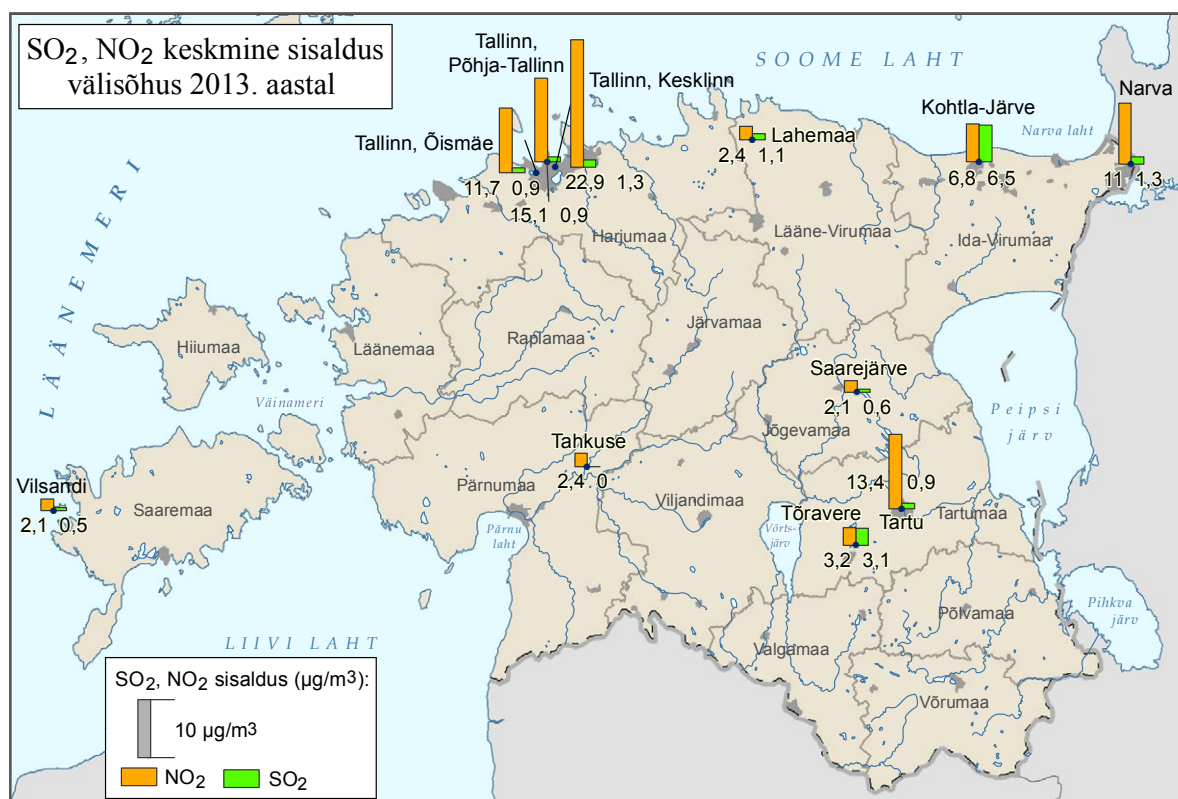 SO2, NO2 keskmine sisaldus
välisõhus 2013. aastal
Tallinn,
Põhja-Tallinn
Tallinn, Kesklinn
Tallinn, Õismäe
11,7 0,9
22,9 1,3
15,1 0,9
SOOME LAHT
Lahemaa
2,4 1,1
Kohtla-Järve
6,8 6,5
Narva laht
Narva
11 1,3
LÄÄNEMERI
Harjumaa
Lääne-Virumaa
Ida-Virumaa
Hiiumaa
Läänemaa
Raplamaa
Järvamaa
Väinameri
Saarejärve
2,1 0,6
Jõgevamaa
Peipsi
järv
Tahkuse
2,4 0
Pärnumaa
Viljandimaa
13,4 0,9
Tartu
Tartumaa
Vilsandi
2,1 0,5
Saaremaa
Pärnu
laht
Võrts-
järv
Tõravere
3,2 3,1
Põlvamaa
Pihkva
järv
Valgamaa
Võrumaa
LIIVI LAHT
SO2, NO2 sisaldus (µg/m3):
10 µg/m3
NO2 SO2